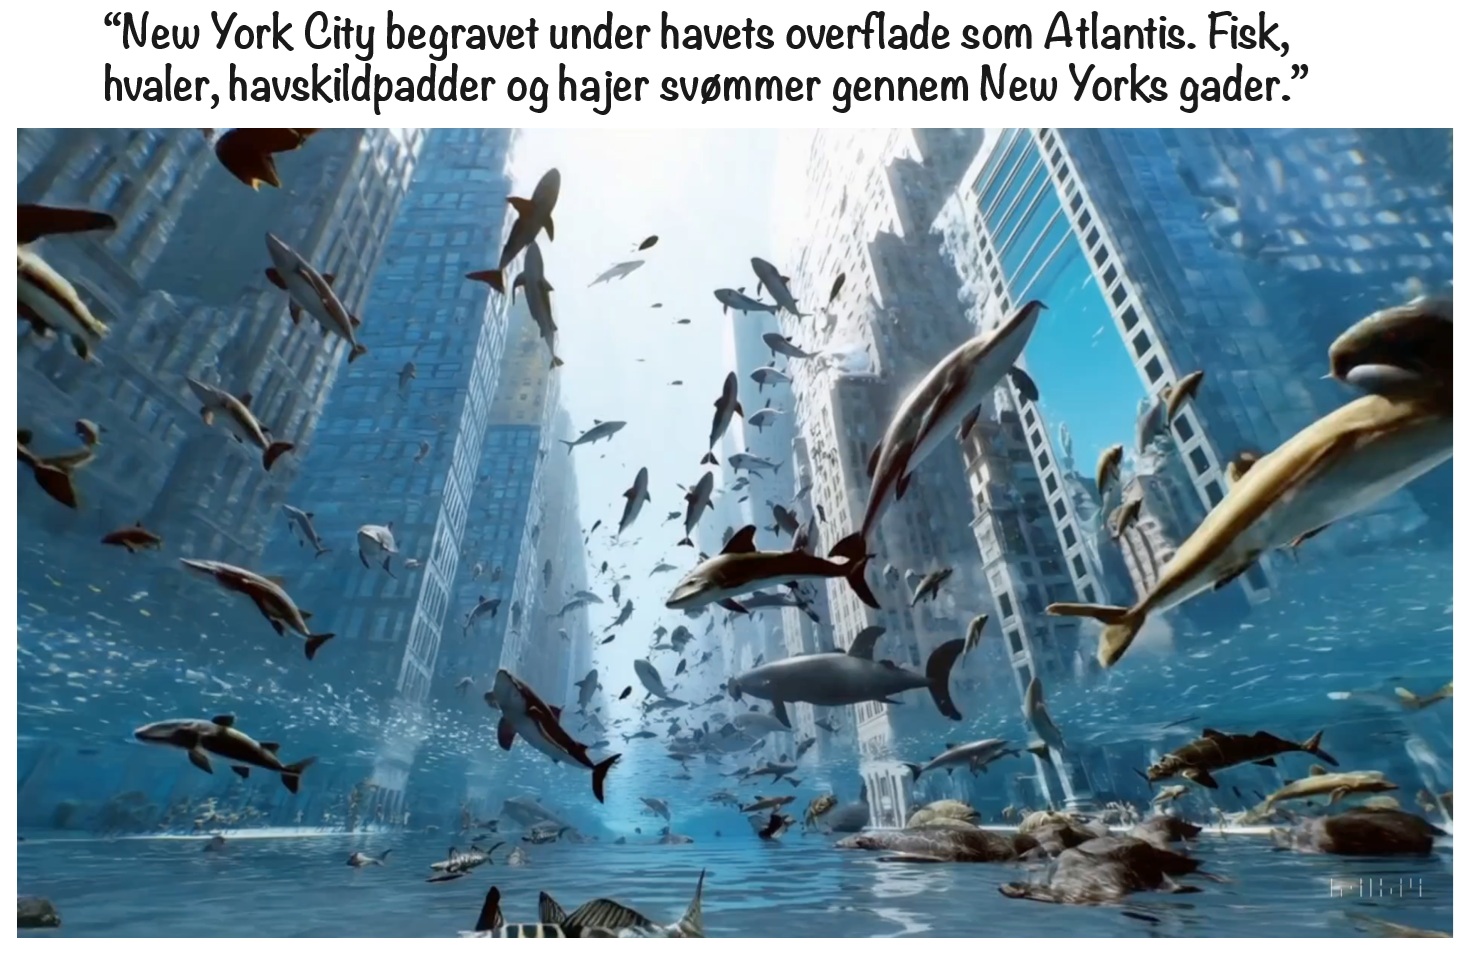 “New York City begravet under havets overflade som Atlantis. Fisk,
hvaler, havskildpadder og hajer svømmer gennem New Yorks gader.”